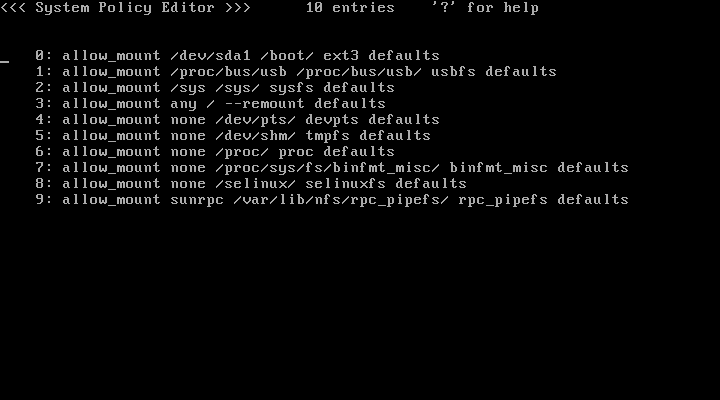 <<< System Policy Editor >>>      10 entries    '?' for help
0: allow_mount /dev/sda1 /boot/ ext3 defaults
1: allow_mount /proc/bus/usb /proc/bus/usb/ usbfs defaults
2: allow_mount /sys /sys/ sysfs defaults
3: allow_mount any / --remount defaults
4: allow_mount none /dev/pts/ devpts defaults
5: allow_mount none /dev/shm/ tmpfs defaults
6: allow_mount none /proc/ proc defaults
7: allow_mount none /proc/sys/fs/binfmt_misc/ binfmt_misc defaults
8: allow_mount none /selinux/ selinuxfs defaults
9: allow_mount sunrpc /var/lib/nfs/rpc_pipefs/ rpc_pipefs defaults